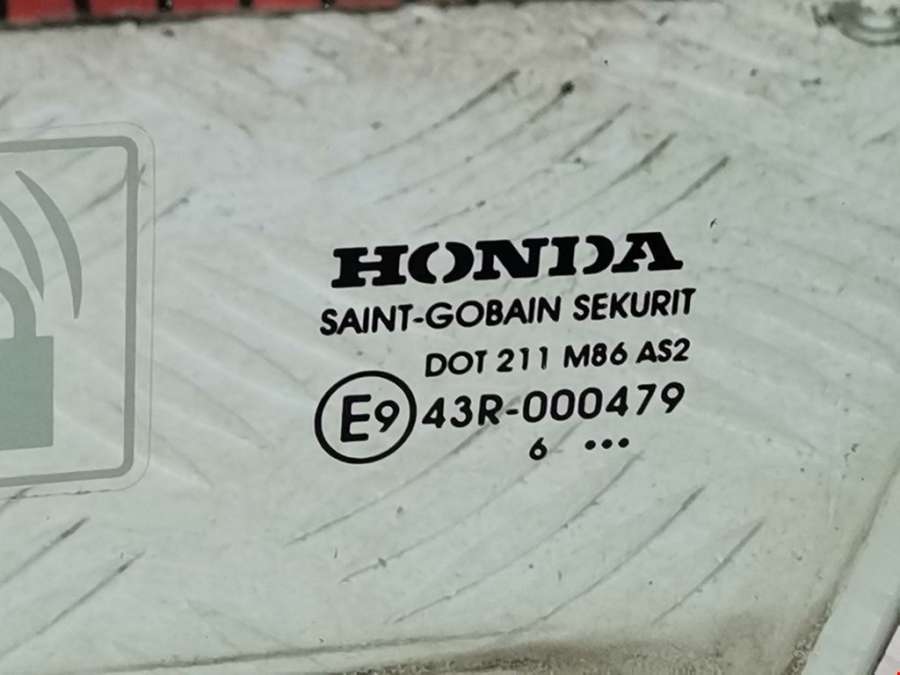 HONDA
SAINT-GOBAIN SEKURIT
DOT 211 M86 AS2
E9 43R-000479
6 •••